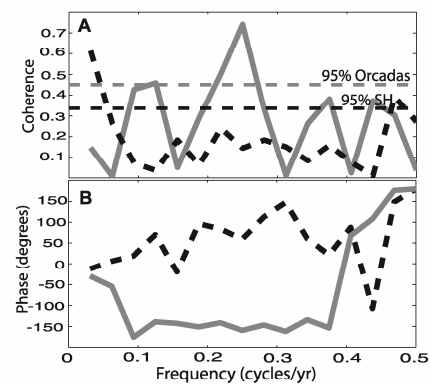 A
0.7
0.6
0.5
0.4
0.3
0.2
0.1
Coherence
95% Orcadas
95% SH
B
150
100
50
0
-50
-100
-150
Phase (degrees)
0 0.1 0.2 0.3 0.4 0.5
Frequency (cycles/yr)